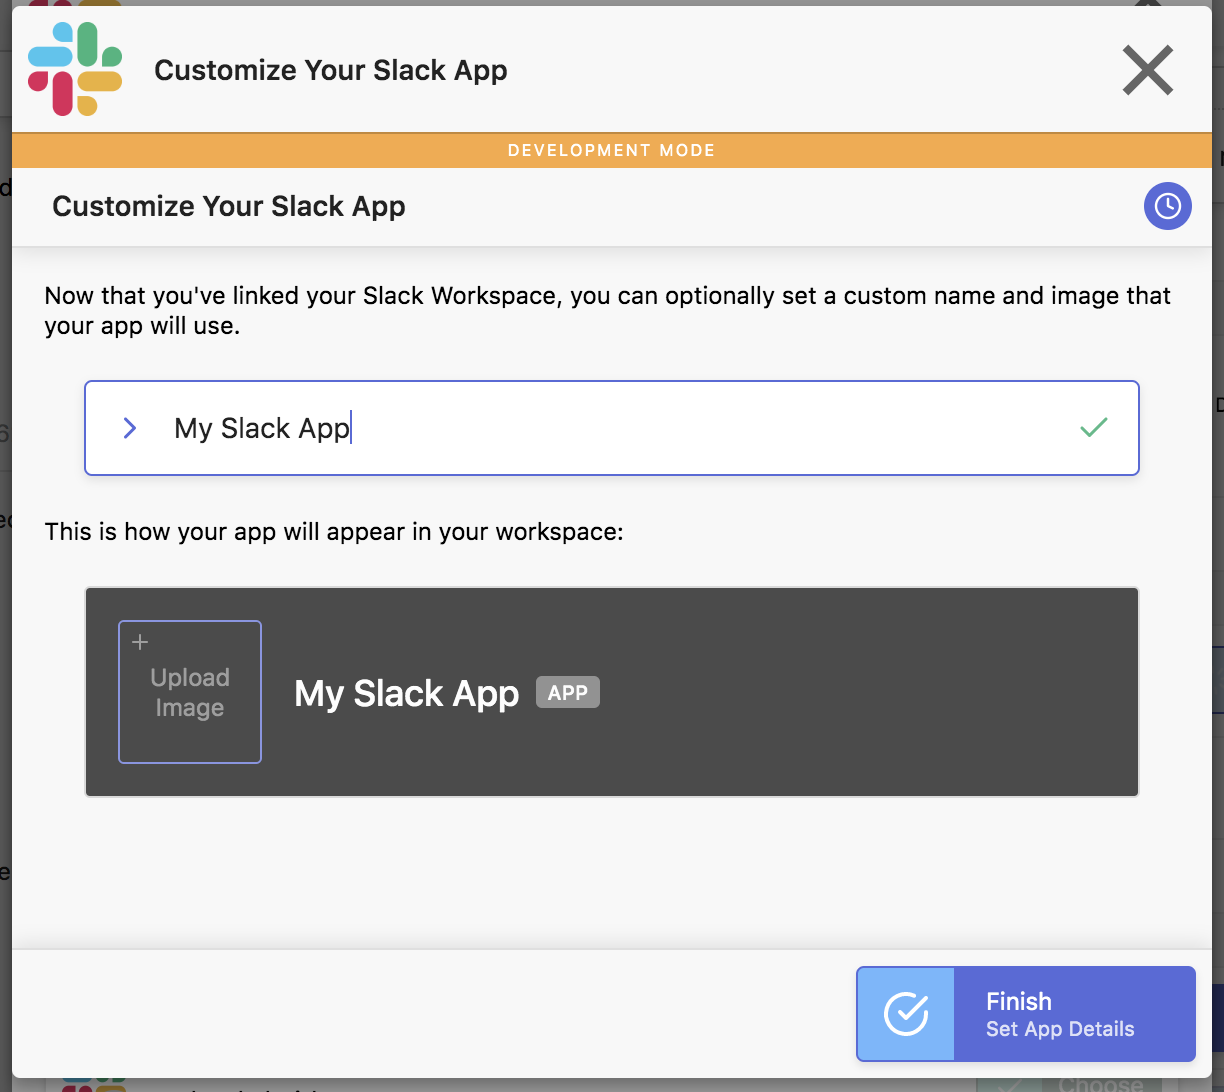 Customize Your Slack App
DEVELOPMENT MODE
Customize Your Slack App
Now that you've linked your Slack Workspace, you can optionally set a custom name and image that
your app will use.
My Slack App
This is how your app will appear in your workspace:
+
Upload
Image
My Slack App APP
Finish
Set App Details
Choose